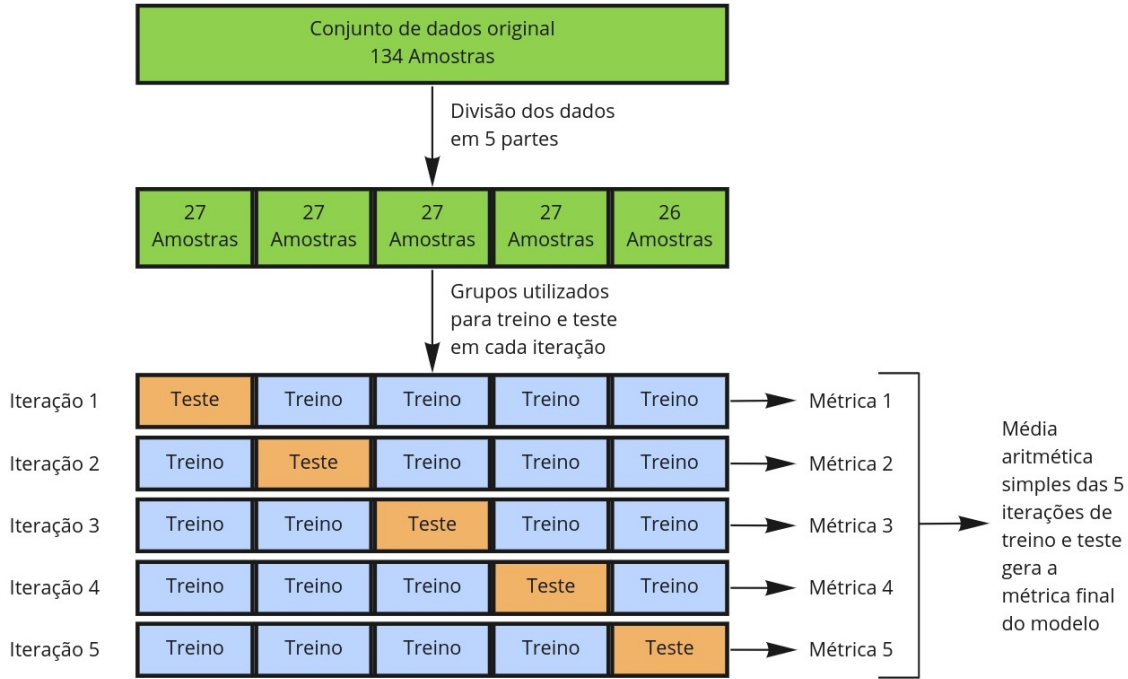 Conjunto de dados original
134 Amostras
Divisão dos dados
em 5 partes
27
Amostras
27
Amostras
27
Amostras
27
Amostras
26
Amostras
Grupos utilizados
para treino e teste
em cada iteração
Iteração 1 Teste Treino Treino Treino Treino Métrica 1
Iteração 2 Treino Teste Treino Treino Treino Métrica 2
Iteração 3 Treino Treino Teste Treino Treino Métrica 3
Iteração 4 Treino Treino Treino Teste Treino Métrica 4
Iteração 5 Treino Treino Treino Treino Teste Métrica 5
Média
aritmética
simples das 5
iterações de
treino e teste
gera a
métrica final
do modelo